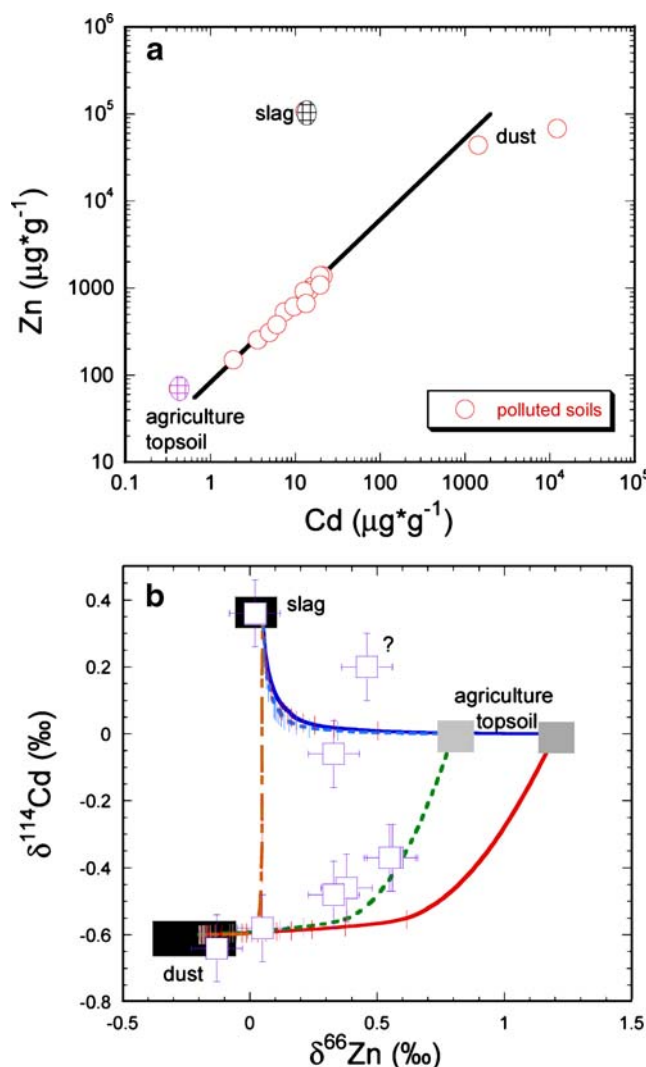 a
10⁶
10⁵
10⁴
1000
100
10
0.1
1
10
100
1000
10⁴
10⁵
Zn (µg*g⁻¹)
Cd (µg*g⁻¹)
slag
dust
agriculture
topsoil
polluted soils
b
0.4
0.2
0
-0.2
-0.4
-0.6
-0.8
-0.5
0
0.5
1
1.5
δ¹¹⁴Cd (‰)
δ⁶⁶Zn (‰)
slag
?
agriculture
topsoil
dust